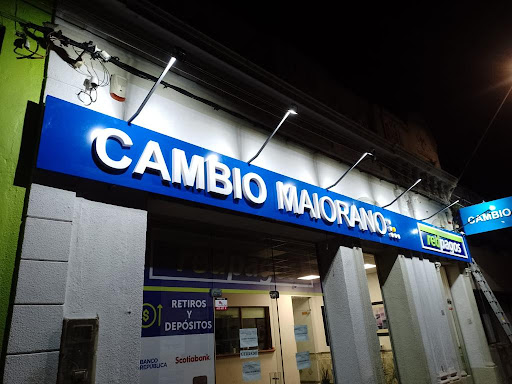 CAMBIO MAIORANO
redpagos
CAMBIO
RETIROS
Y
DEPÓSITOS
BANCO
REPÚBLICA
Scotiabank